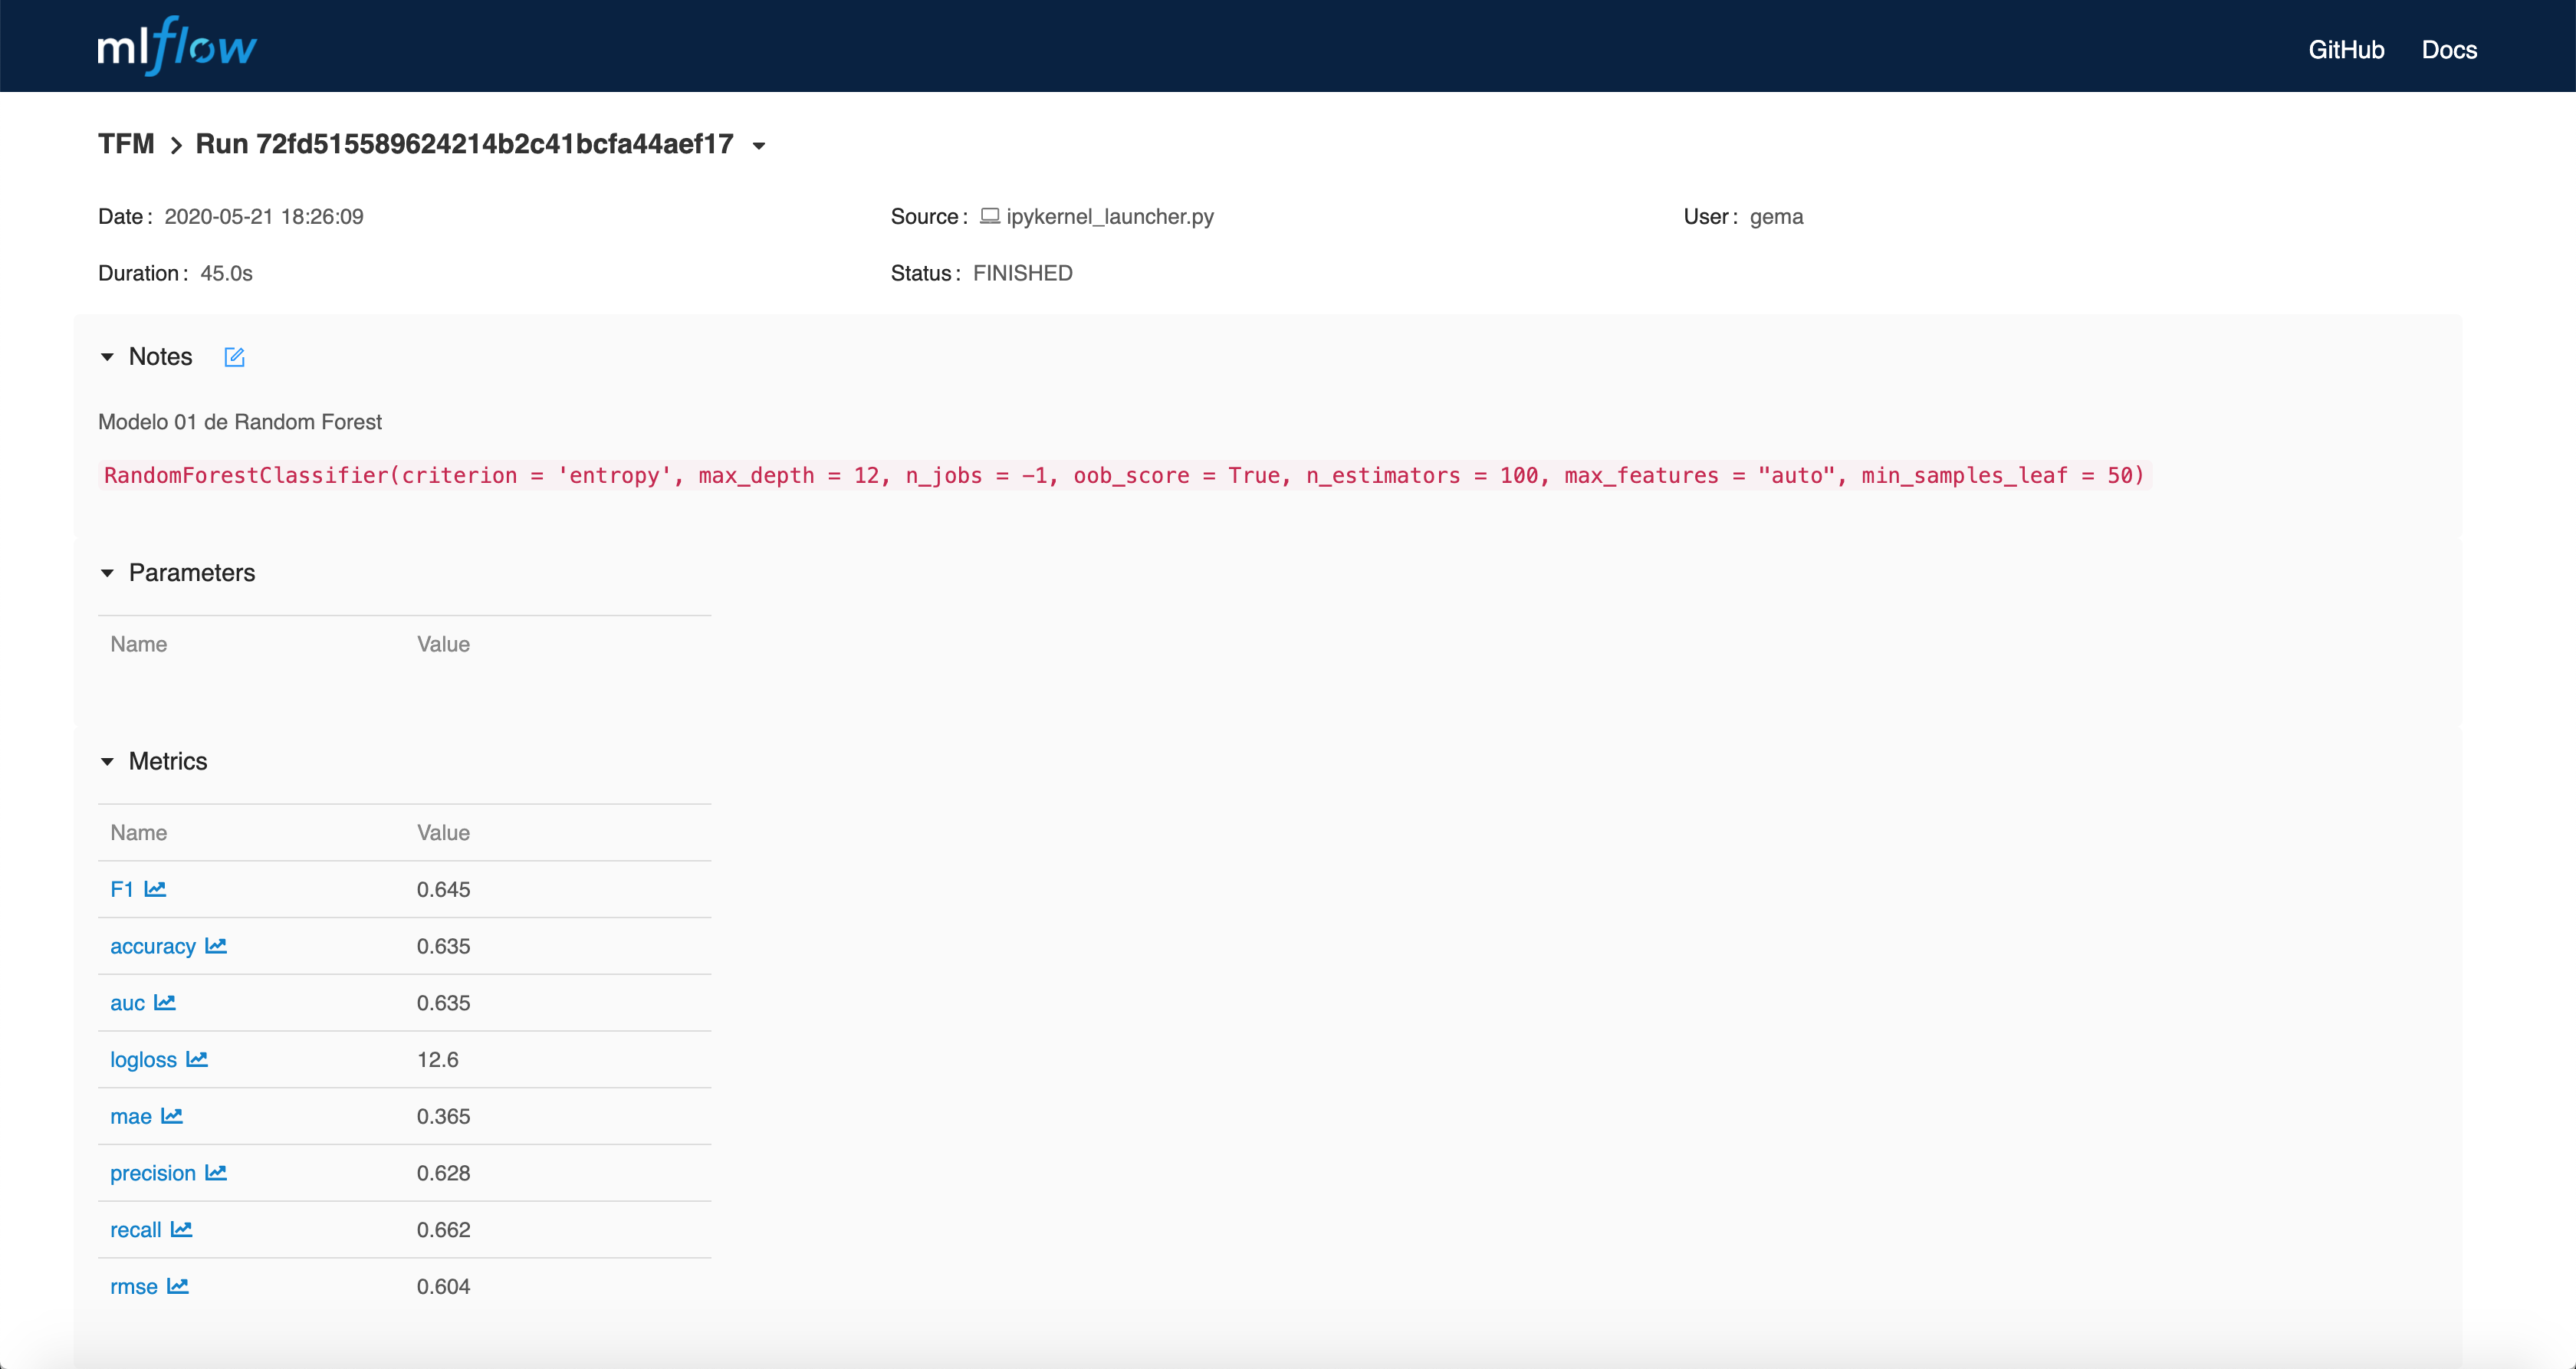 mlflow
GitHub Docs
TFM > Run 72fd515589624214b2c41bcfa44aef17
Date: 2020-05-21 18:26:09
Source: ipykernel_launcher.py
User: gema
Duration: 45.0s
Status: FINISHED
Notes
Modelo 01 de Random Forest
RandomForestClassifier(criterion = 'entropy', max_depth = 12, n_jobs = -1, oob_score = True, n_estimators = 100, max_features = "auto", min_samples_leaf = 50)
Parameters
Name Value
Metrics
Name Value
F1 0.645
accuracy 0.635
auc 0.635
logloss 12.6
mae 0.365
precision 0.628
recall 0.662
rmse 0.604